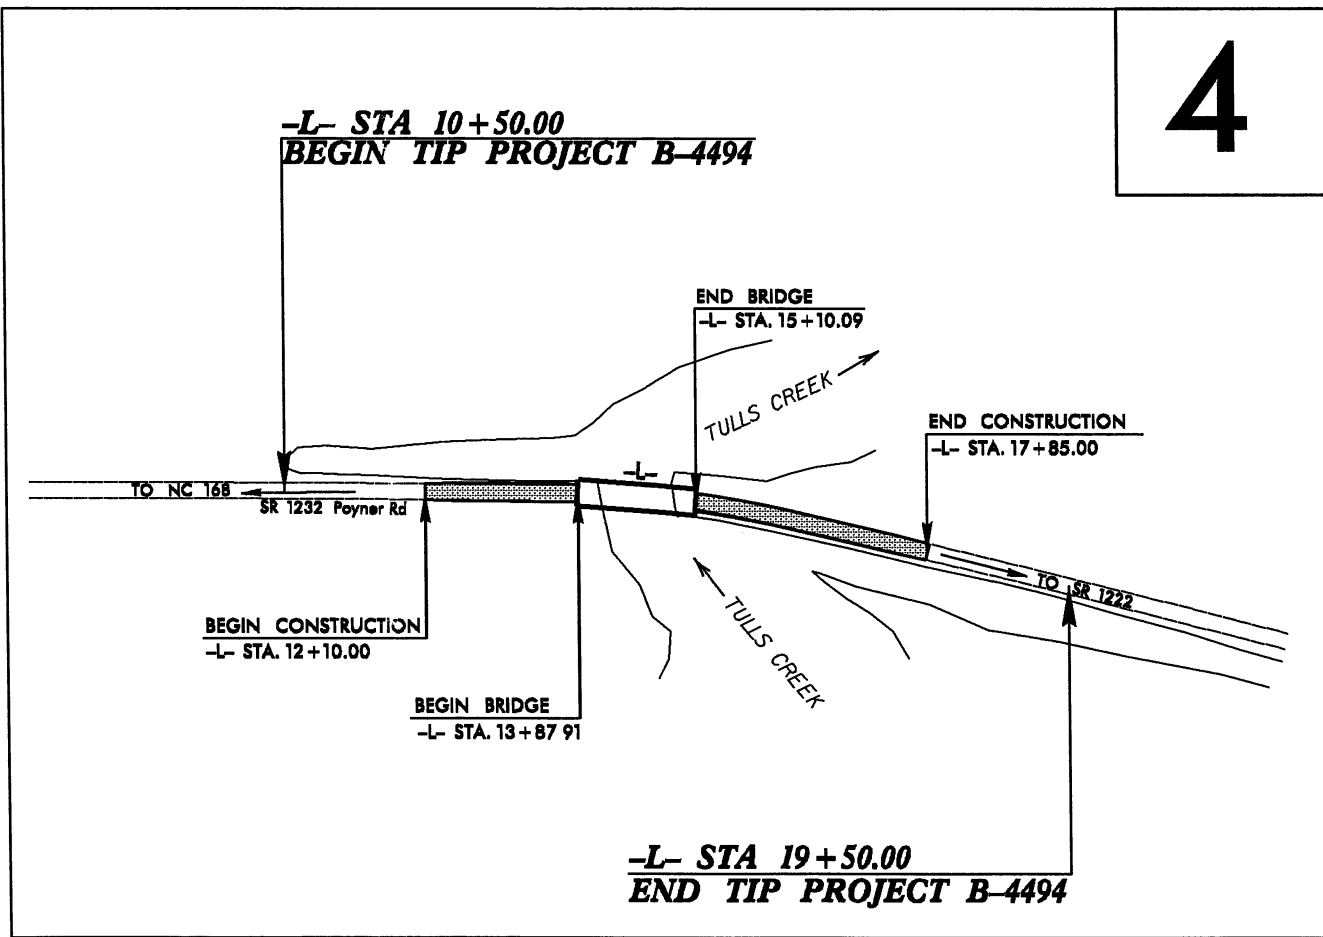 4
-L- STA 10+50.00
BEGIN TIP PROJECT B-4494
END BRIDGE
-L- STA. 15+10.09
TULLS CREEK
END CONSTRUCTION
-L- STA. 17+85.00
-L-
TO NC 168
SR 1232 Poyner Rd
TO SR 1222
BEGIN CONSTRUCTION
-L- STA. 12+10.00
TULLS CREEK
BEGIN BRIDGE
-L- STA. 13+87 91
-L- STA 19+50.00
END TIP PROJECT B-4494